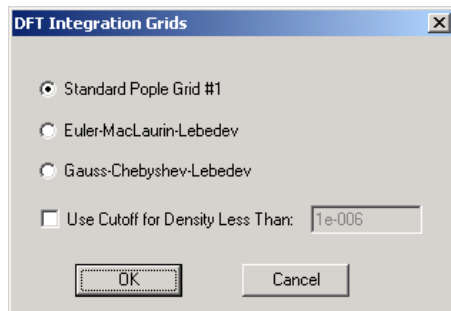 DFT Integration Grids
Standard Pople Grid #1
Euler-MacLaurin-Lebedev
Gauss-Chebyshev-Lebedev
Use Cutoff for Density Less Than: 1e-006
OK Cancel